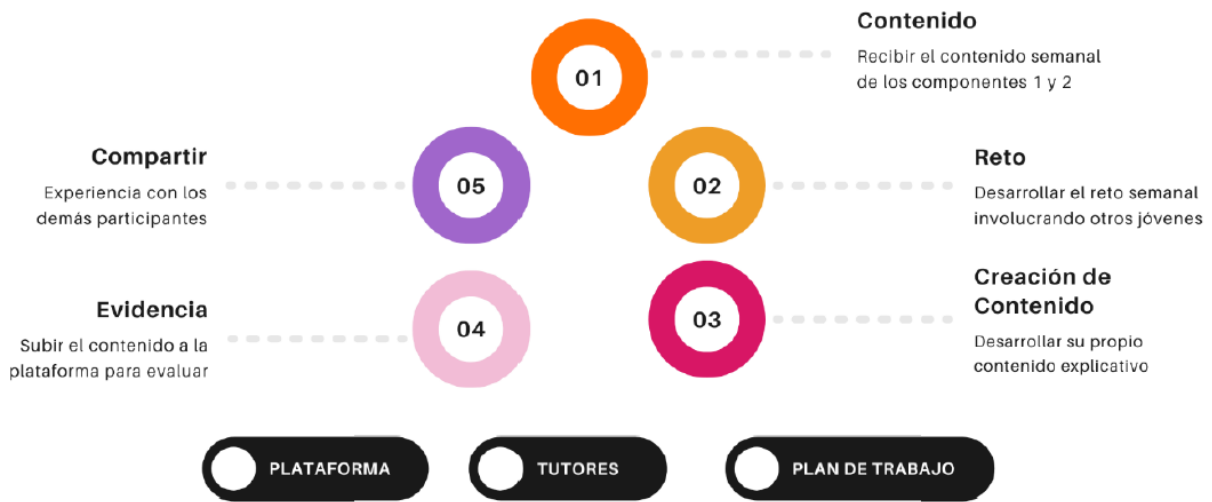 01
Contenido
Recibir el contenido semanal
de los componentes 1 y 2
02
Reto
Desarrollar el reto semanal
involucrando otros jóvenes
03
Creación de
Contenido
Desarrollar su propio
contenido explicativo
04
Evidencia
Subir el contenido a la
plataforma para evaluar
05
Compartir
Experiencia con los
demás participantes
PLATAFORMA
TUTORES
PLAN DE TRABAJO